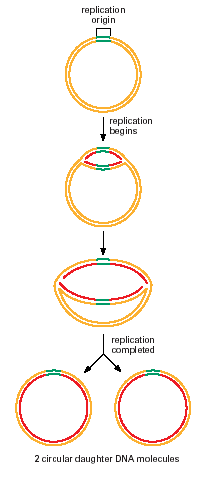 replication
origin
replication
begins
replication
completed
2 circular daughter DNA molecules